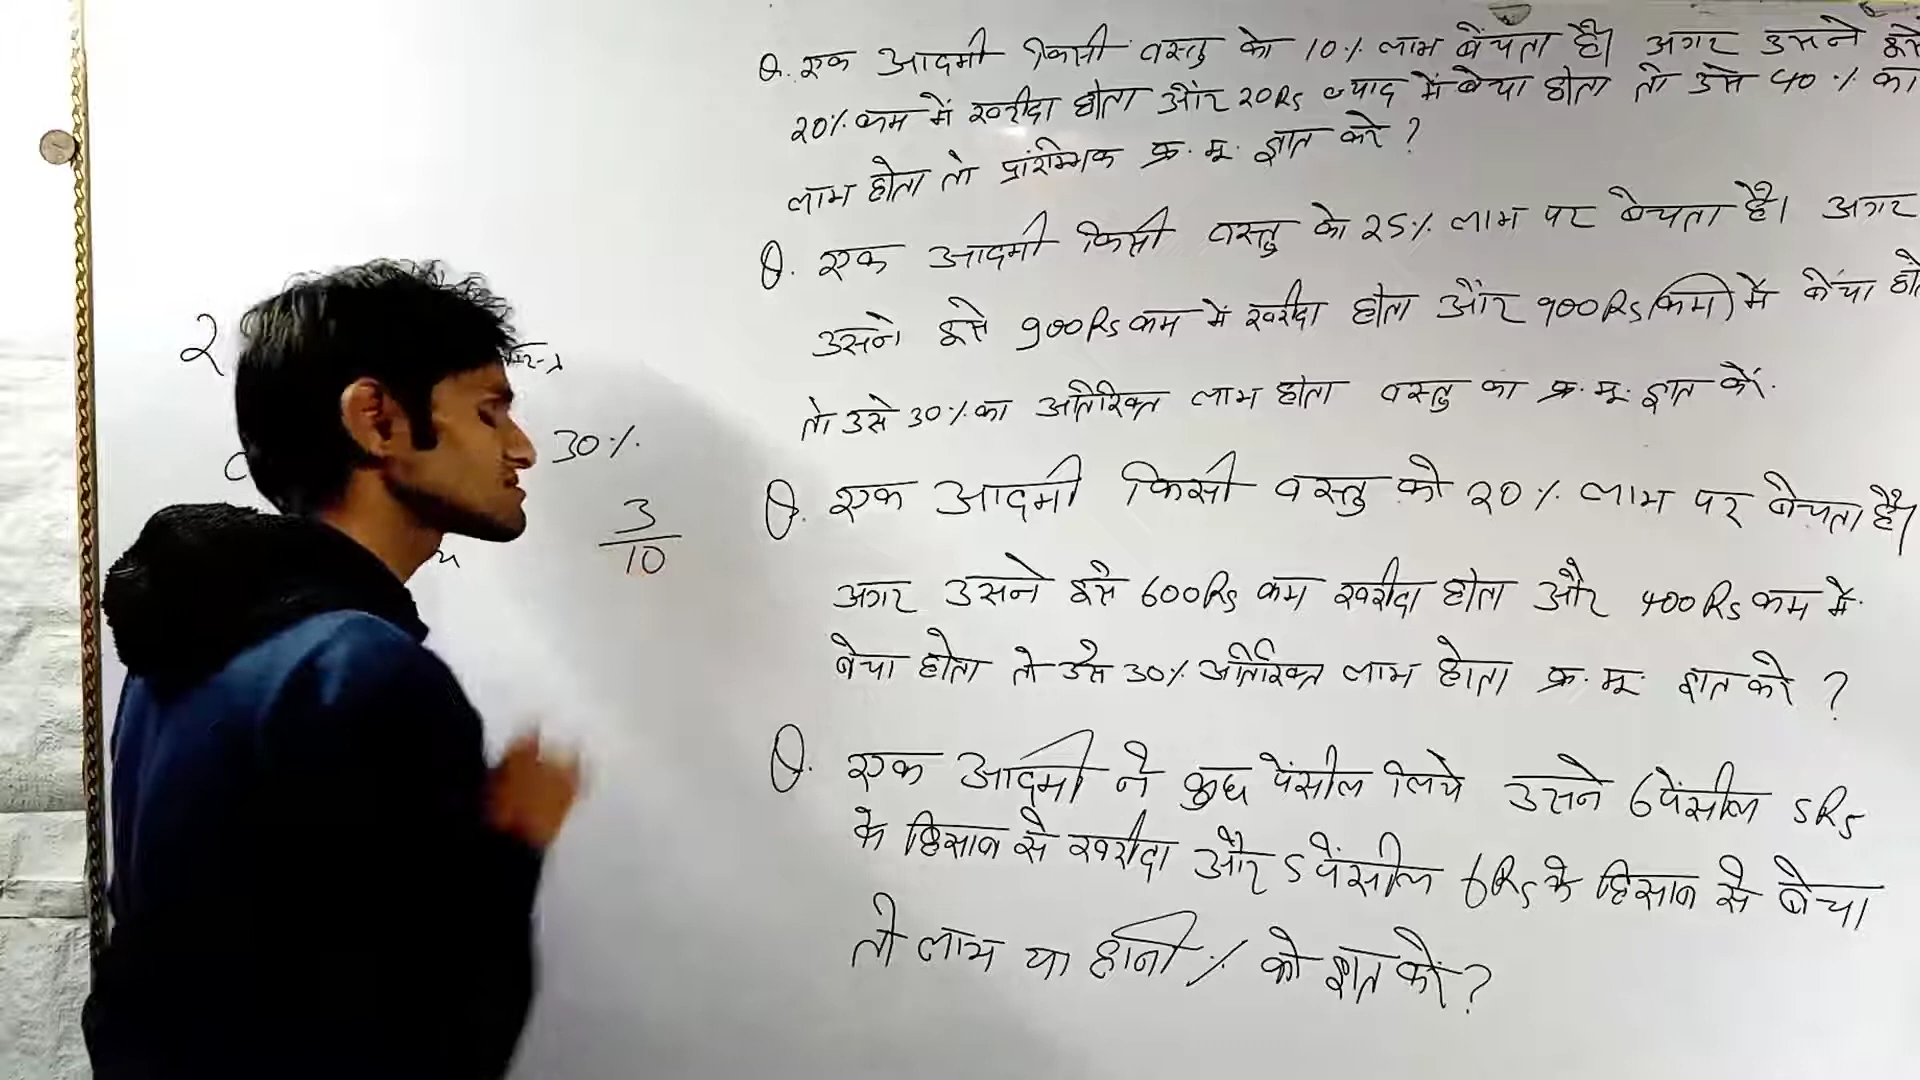 Q. एक आदमी किसी वस्तु को 10% लाभ बेंचता है। अगर उसने इसे
20% कम में खरीदा होता और 20Rs ज्याद में बेचा होता तो उसे 40% का
लाभ होता तो प्रांरम्भिक क्र. मू. ज्ञात करे ?
Q. एक आदमी किसी वस्तु को 25% लाभ पर बेचता है। अगर
उसने इसे 900Rs कम में खरीदा होता और 900Rs (कम) में बेंचा
तो उसे 30% का अतिरिक्त लाभ होता वस्तु का क्र. मू. ज्ञात करें.
Q. एक आदमी किसी वस्तु को 20% लाभ पर बेचता है।
अगर उसने इसे 600Rs कम खरीदा होता और 400Rs कम में
बेचा होता तो उसे 30% अतिरिक्त लाभ होता क्र. मू. ज्ञात करे ?
Q. एक आदमी ने कुछ पेंसील लिये उसने 6 पेंसील 5Rs
के हिसाब से खरीदा और 5 पेंसील 6Rs के हिसाब से बेचा
तो लाभ या हानी % को ज्ञात करें ?
2
30%
3
10